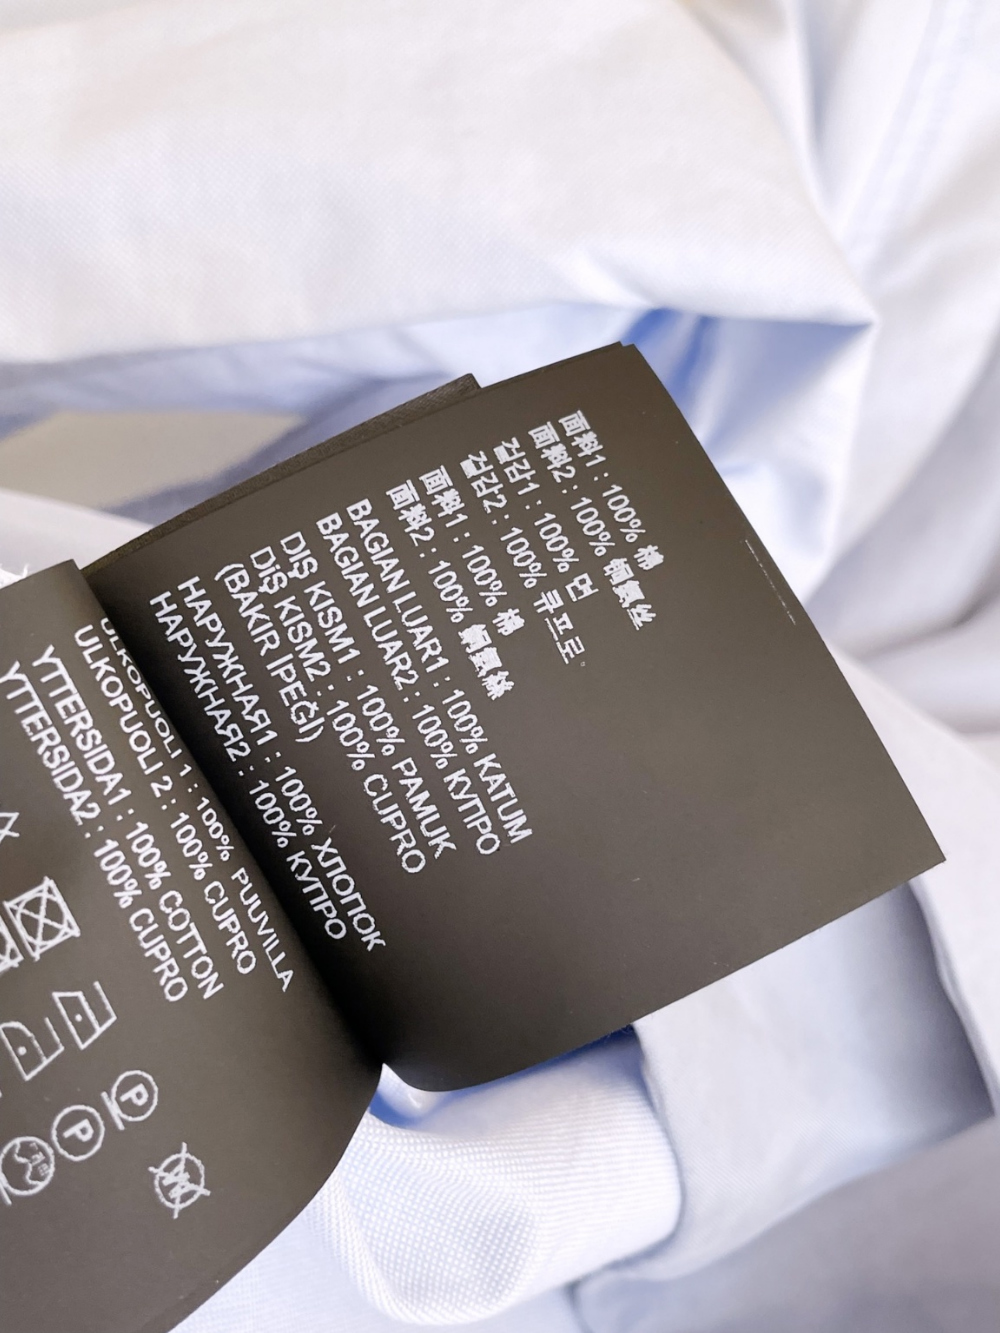 面料1 : 100% 棉
面料2 : 100% 铜氨丝
겉감1 : 100% 면
겉감2 : 100% 큐프로
面料1 : 100% 棉
面料2 : 100% 銅氨絲
BAGIAN LUAR1 : 100% KATUM
BAGIAN LUAR2 : 100% КУПРО
DIŞ KISM1 : 100% PAMUK
DİŞ KISM2 : 100% CUPRO
(BAKIR İPEĞİ)
НАРУЖНАЯ1 : 100% ХЛОПОК
НАРУЖНАЯ2 : 100% КУПРО
ULKOPUOLI 1 : 100% PUUVILLA
ULKOPUOLI 2 : 100% CUPRO
YTTERSIDA1 : 100% COTTON
YTTERSIDA2 : 100% CUPRO
P
P